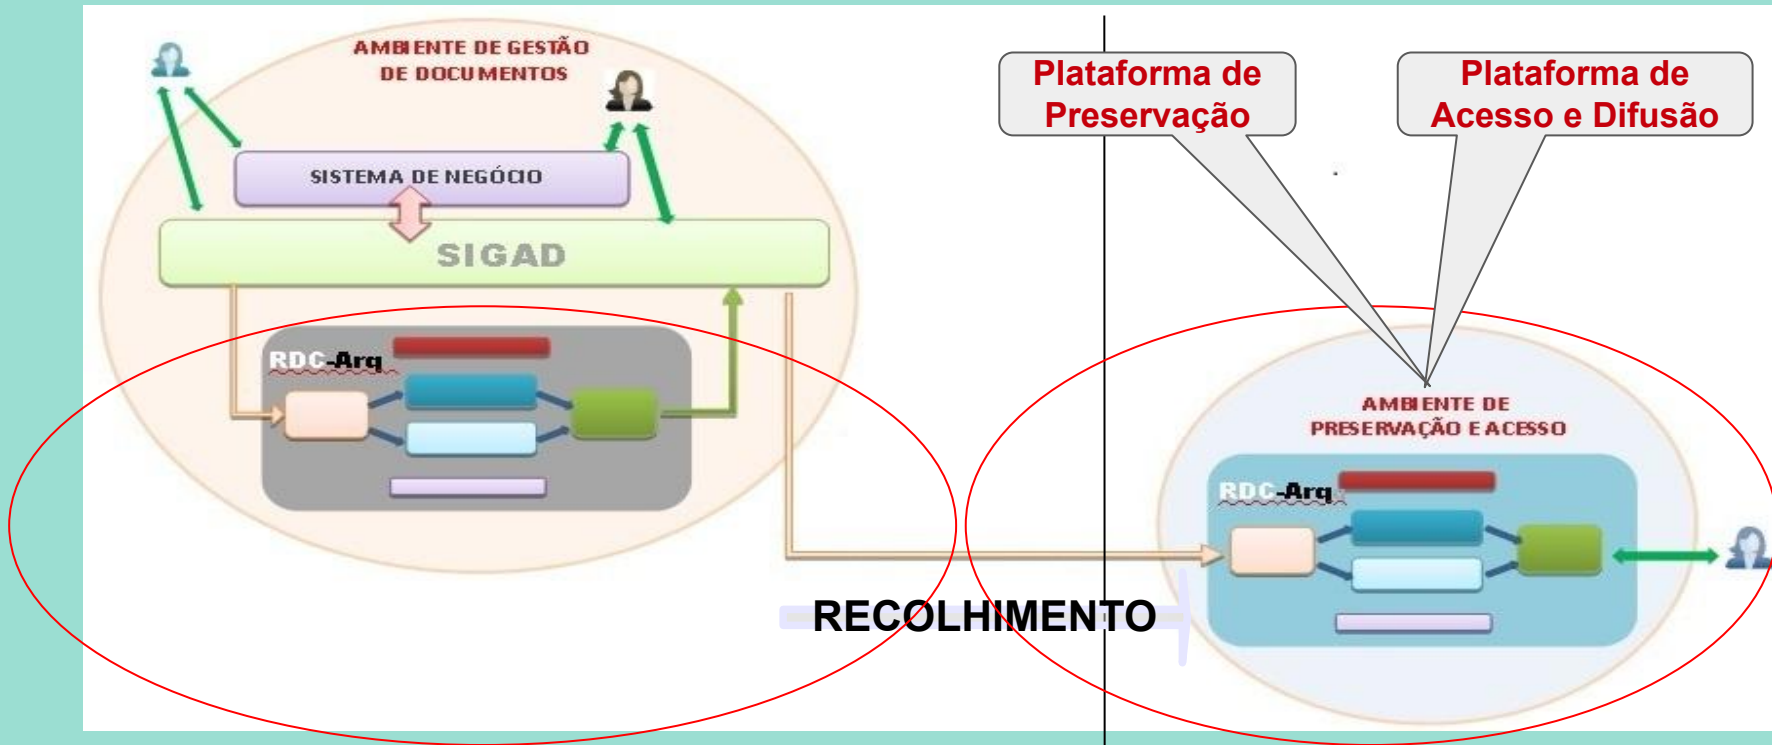 AMBIENTE DE GESTÃO
DE DOCUMENTOS
SISTEMA DE NEGÓCIO
SIGAD
RDC-Arq
Plataforma de
Preservação
Plataforma de
Acesso e Difusão
AMBIENTE DE
PRESERVAÇÃO E ACESSO
RDC-Arq
RECOLHIMENTO